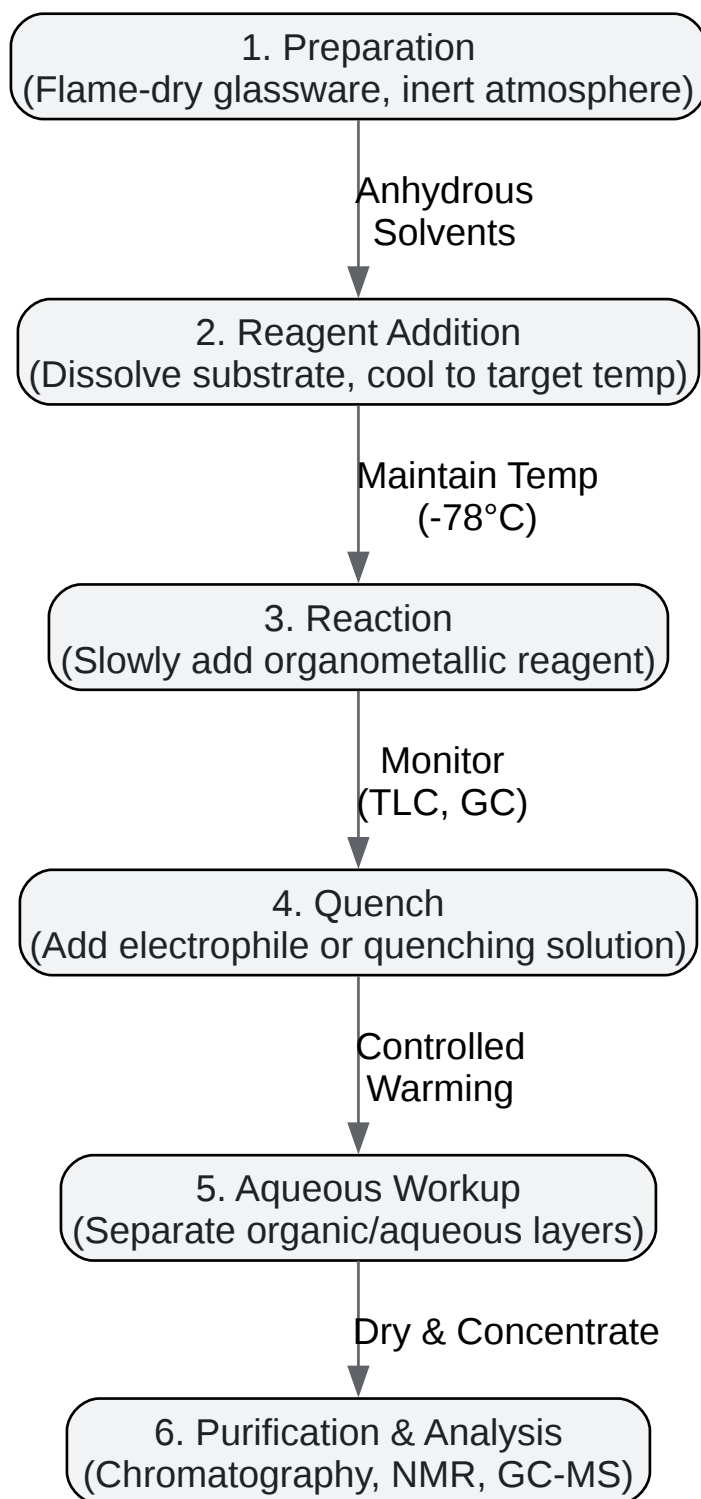 1. Preparation
(Flame-dry glassware, inert atmosphere)
Anhydrous
Solvents
2. Reagent Addition
(Dissolve substrate, cool to target temp)
Maintain Temp
(-78°C)
3. Reaction
(Slowly add organometallic reagent)
Monitor
(TLC, GC)
4. Quench
(Add electrophile or quenching solution)
Controlled
Warming
5. Aqueous Workup
(Separate organic/aqueous layers)
Dry & Concentrate
6. Purification & Analysis
(Chromatography, NMR, GC-MS)